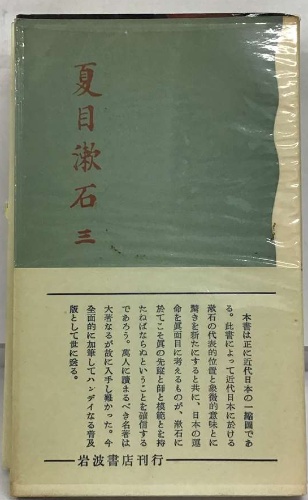 夏目漱石 三
本書は正に近代日本の一縮圖であ
る。此書によつて近代日本に於ける
漱石の代表的位置と象徵的意味とに
驚きを新たにすると共に、日本の運
命を眞面目に考へるものが、漱石に
於てこそ眞の先蹤と師と模範とを持
たねばならぬといふことを確信する
であろう。萬人に讀まるべき名著は
大著なるが故に入手し難かつた。今
全面的に加筆してハンディなる普及
版として世に送る。
岩波書店刊行